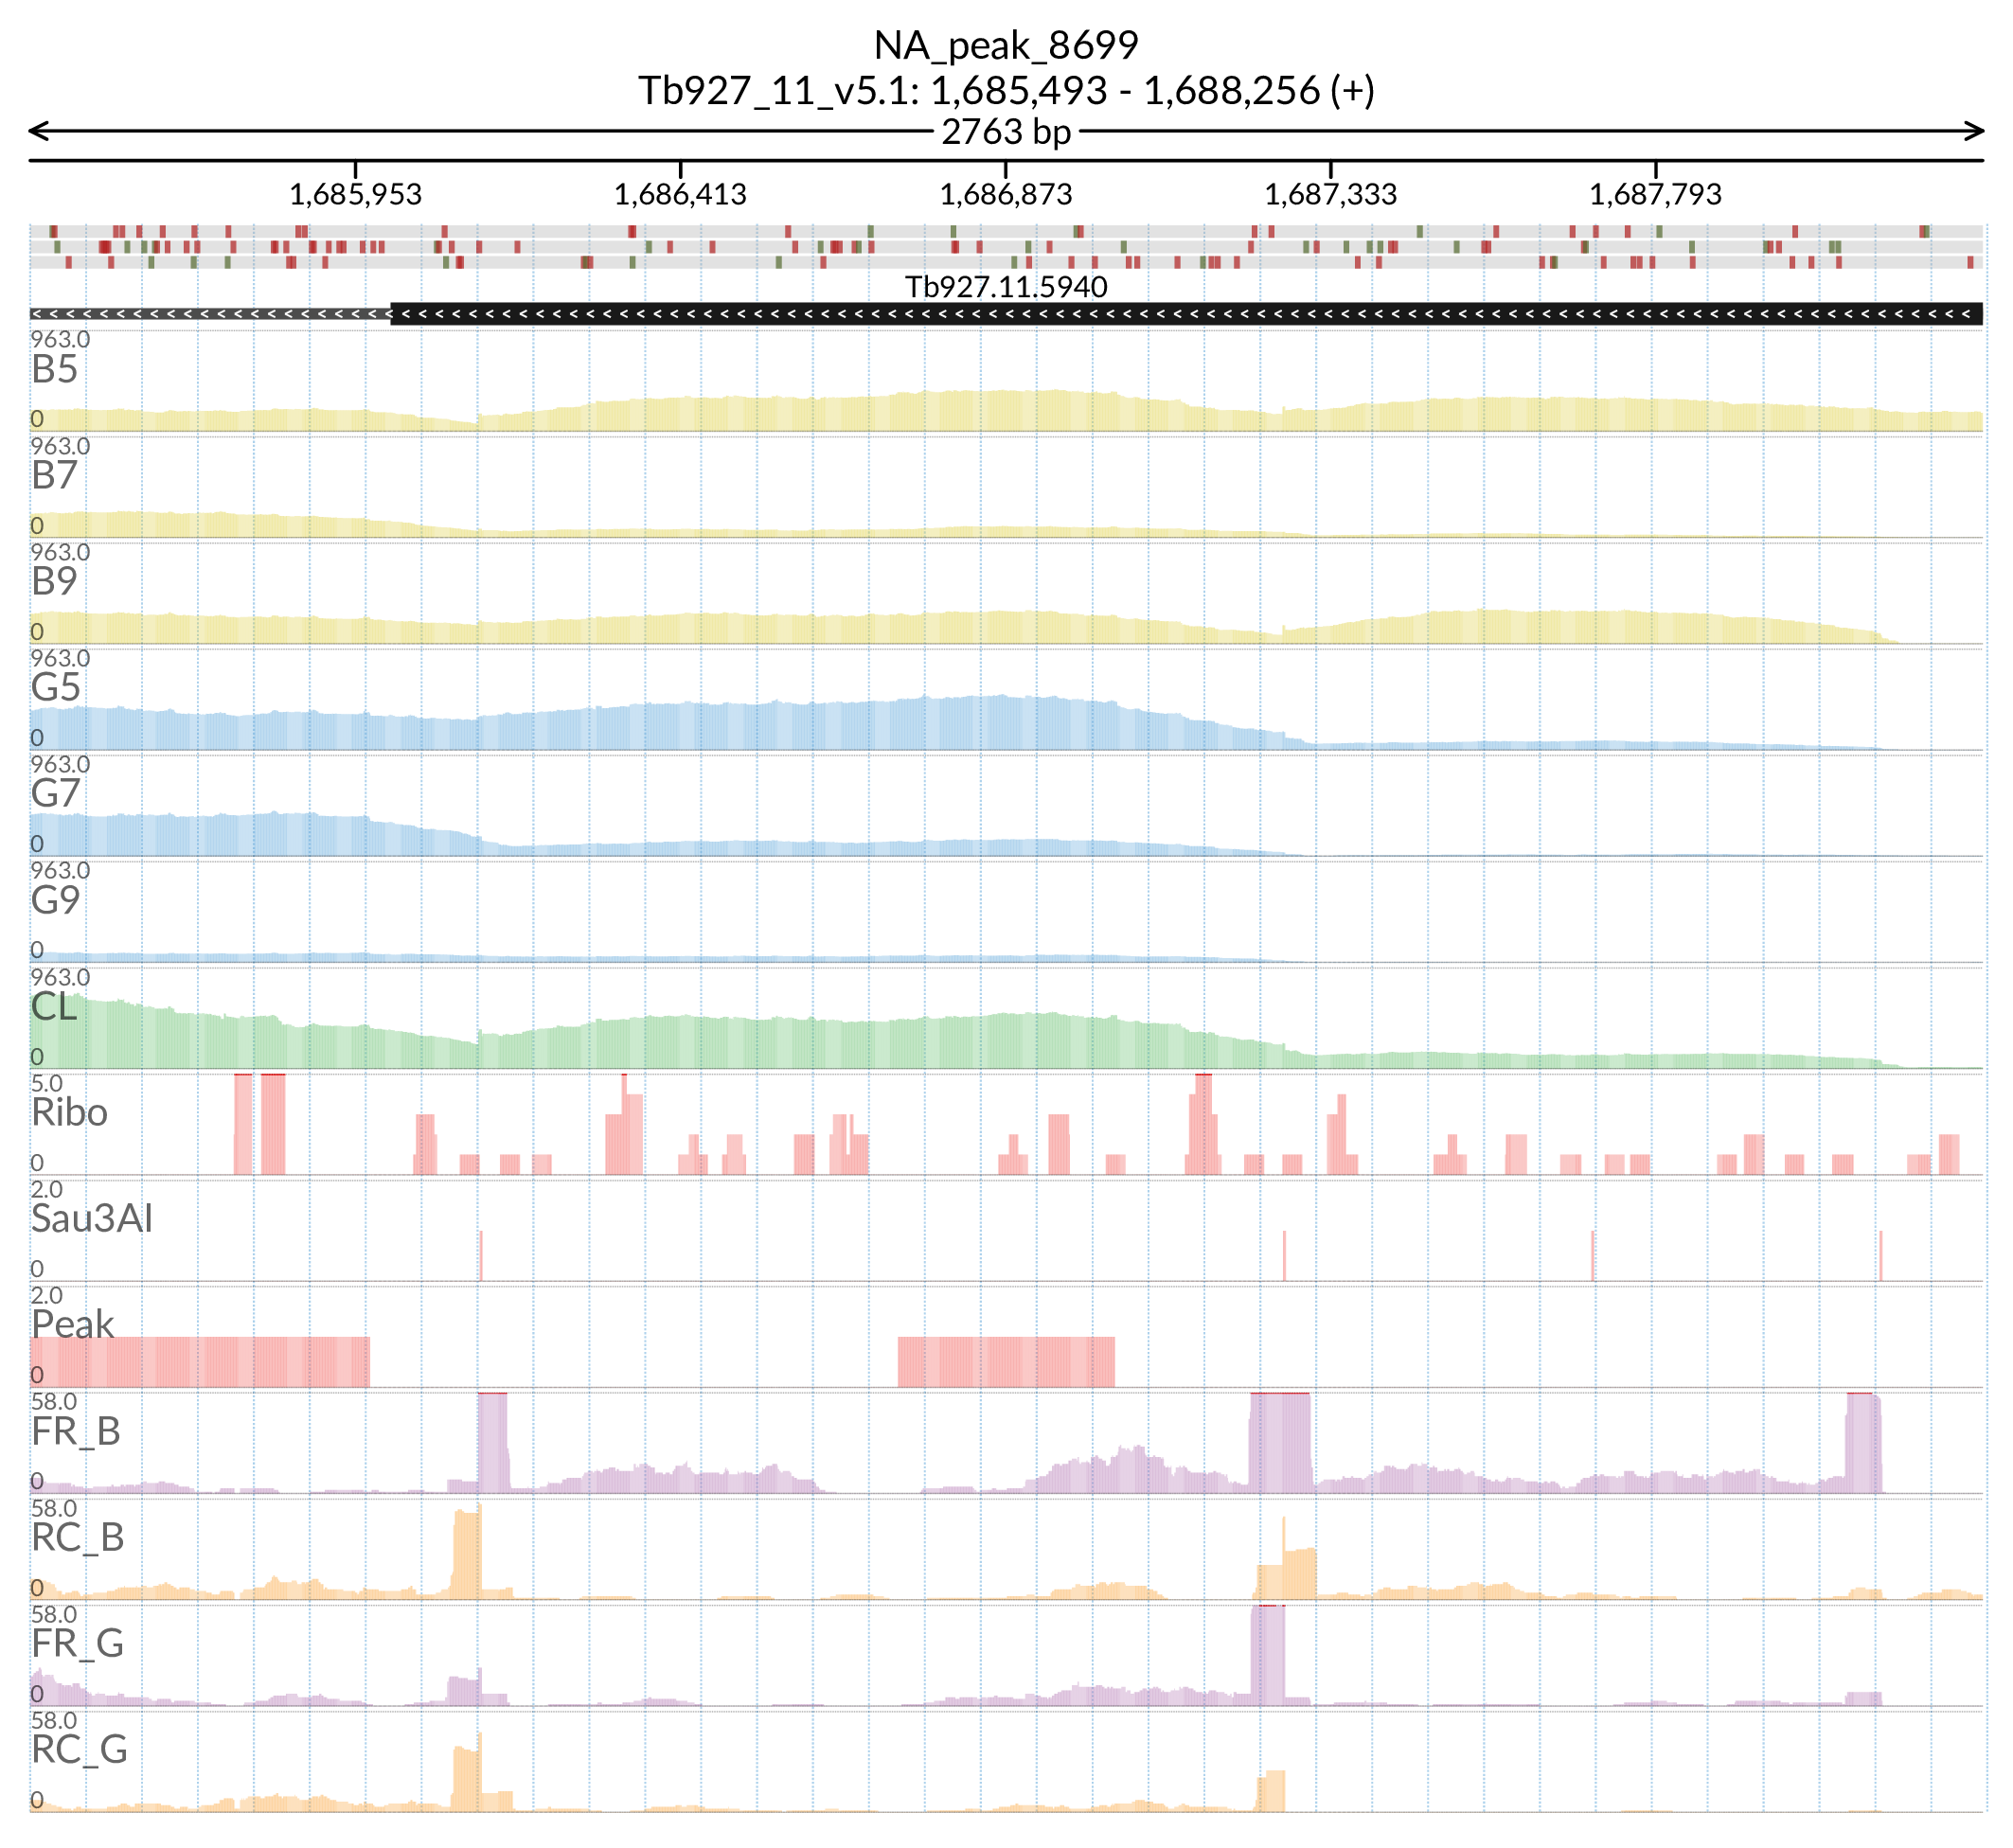 NA_peak_8699
Tb927_11_v5.1: 1,685,493 - 1,688,256 (+)
2763 bp
1,685,953 1,686,413 1,686,873 1,687,333 1,687,793
Tb927.11.5940
963.0
B5
0
963.0
B7
0
963.0
B9
0
963.0
G5
0
963.0
G7
0
963.0
G9
0
963.0
CL
0
5.0
Ribo
0
2.0
Sau3AI
0
2.0
Peak
0
58.0
FR_B
0
58.0
RC_B
0
58.0
FR_G
0
58.0
RC_G
0